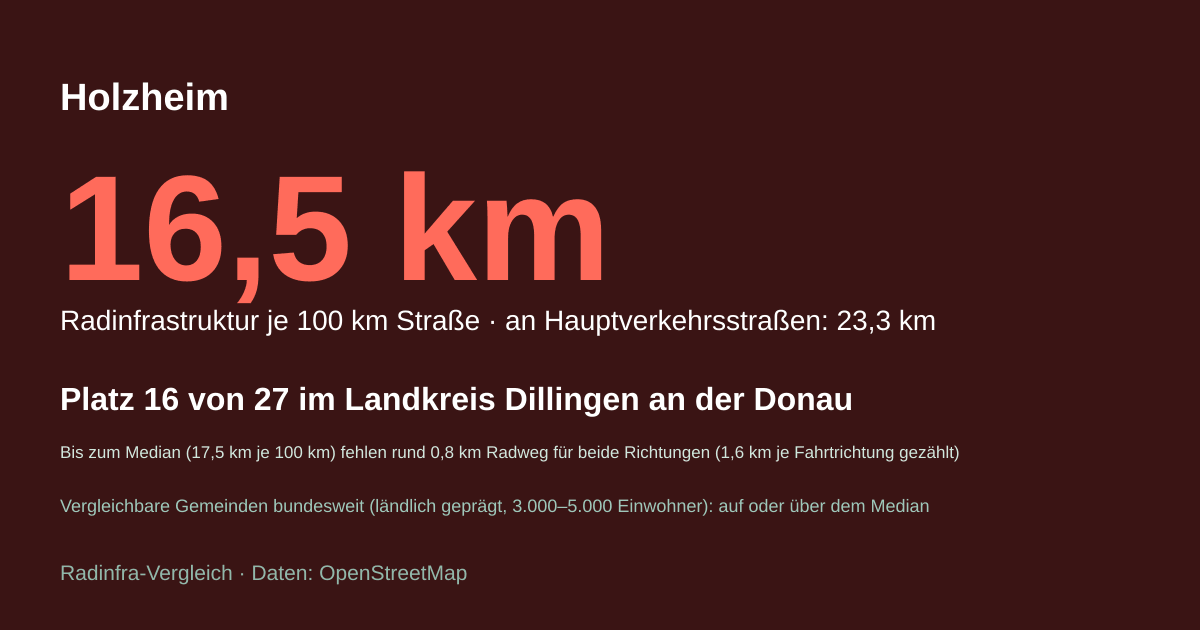 Holzheim
16,5 km
Radinfrastruktur je 100 km Straße · an Hauptverkehrsstraßen: 23,3 km
Platz 16 von 27 im Landkreis Dillingen an der Donau
Bis zum Median (17,5 km je 100 km) fehlen rund 0,8 km Radweg für beide Richtungen (1,6 km je Fahrtrichtung gezählt)
Vergleichbare Gemeinden bundesweit (ländlich geprägt, 3.000–5.000 Einwohner): auf oder über dem Median
Radinfra-Vergleich · Daten: OpenStreetMap